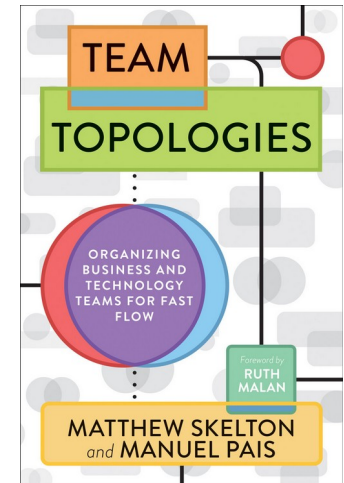 TEAM
TOPOLOGIES
ORGANIZING
BUSINESS AND
TECHNOLOGY
TEAMS FOR FAST
FLOW
Foreword by
RUTH
MALAN
MATTHEW SKELTON
and MANUEL PAIS